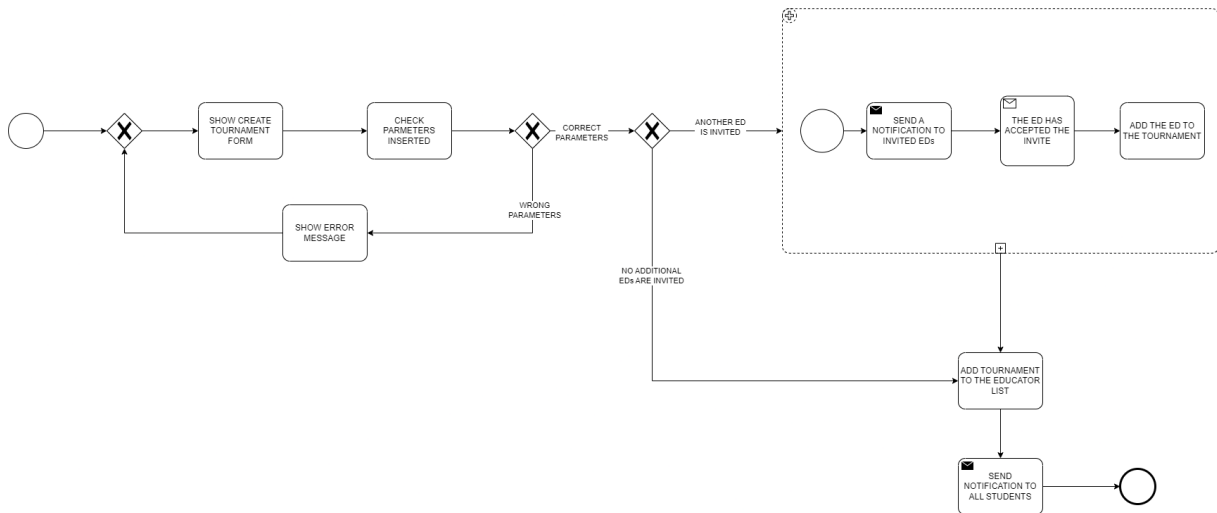 SHOW CREATE
TOURNAMENT
FORM
CHECK
PARMETERS
INSERTED
CORRECT
PARAMETERS
ANOTHER ED
IS INVITED
SEND A
NOTIFICATION TO
INVITED EDs
THE ED HAS
ACCEPTED THE
INVITE
ADD THE ED TO
THE TOURNAMENT
WRONG
PARAMETERS
SHOW ERROR
MESSAGE
NO ADDITIONAL
EDs ARE INVITED
ADD TOURNAMENT
TO THE EDUCATOR
LIST
SEND
NOTIFICATION TO
ALL STUDENTS